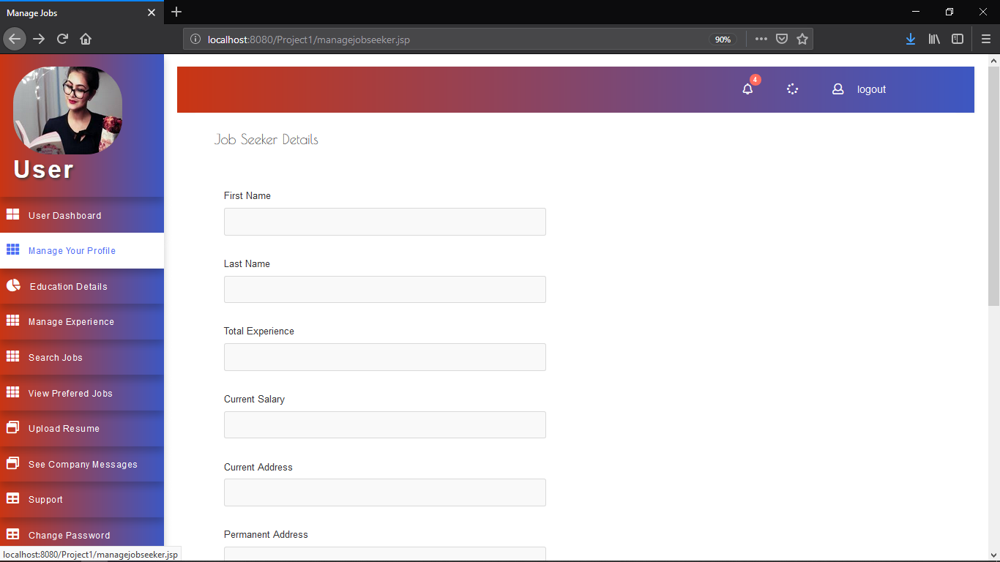 Manage Jobs
localhost:8080/Project1/managejobseeker.jsp
90%
4
logout
User
User Dashboard
Manage Your Profile
Education Details
Manage Experience
Search Jobs
View Prefered Jobs
Upload Resume
See Company Messages
Support
Change Password
Job Seeker Details
First Name
Last Name
Total Experience
Current Salary
Current Address
Permanent Address
localhost:8080/Project1/managejobseeker.jsp